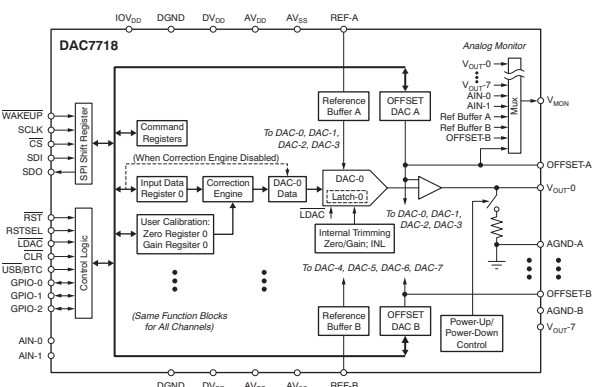 IOVDD DGND DVDD AVDD AVSS REF-A
DAC7718
Analog Monitor
VOUT-0
VOUT-7
AIN-0
AIN-1
Ref Buffer A
Ref Buffer B
OFFSET-B
Mux
VMON
WAKEUP
SCLK
CS
SDI
SDO
SPI Shift Register
Command
Registers
Reference
Buffer A
OFFSET
DAC A
To DAC-0, DAC-1,
DAC-2, DAC-3
(When Correction Engine Disabled)
OFFSET-A
Input Data
Register 0
Correction
Engine
DAC-0
Data
DAC-0
Latch-0
VOUT-0
LDAC
To DAC-0, DAC-1,
DAC-2, DAC-3
RST
RSTSEL
LDAC
CLR
USB/BTC
GPIO-0
GPIO-1
GPIO-2
Control Logic
User Calibration:
Zero Register 0
Gain Register 0
Internal Trimming
Zero/Gain; INL
AGND-A
To DAC-4, DAC-5, DAC-6, DAC-7
OFFSET-B
(Same Function Blocks
for All Channels)
Reference
Buffer B
OFFSET
DAC B
Power-Up/
Power-Down
Control
AGND-B
VOUT-7
AIN-0
AIN-1
DGND DVDD AVDD AVSS REF-B